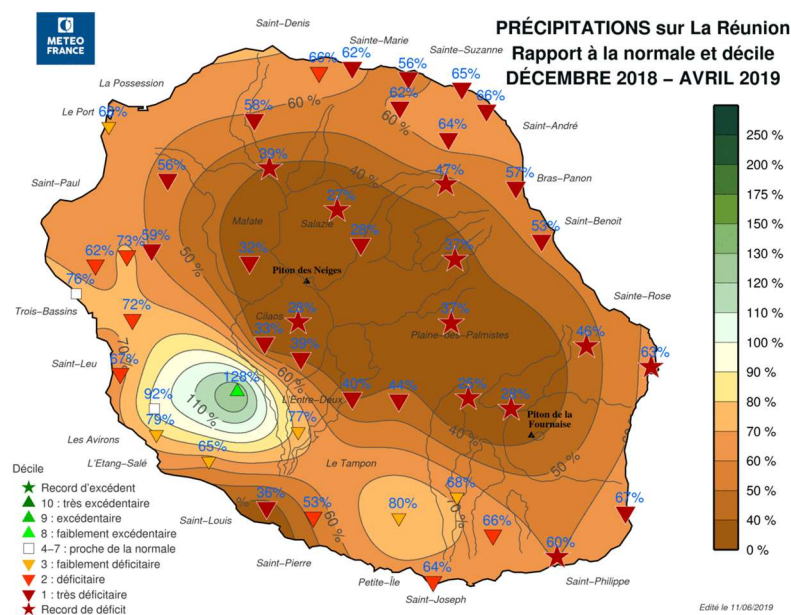 METEO
FRANCE
PRÉCIPITATIONS sur La Réunion
Rapport à la normale et décile
DÉCEMBRE 2018 – AVRIL 2019
Saint–Denis
Sainte–Marie
Sainte–Suzanne
66%
62%
56%
65%
La Possession
62%
66%
60 %
Le Port
58%
60 %
64%
Saint–André
39%
40 %
47%
57%
Bras–Panon
56%
Saint–Paul
27%
Mafate
Salazie
28%
53%
Saint–Benoit
73%
59%
62%
50 %
32%
37%
Piton des Neiges
76%
Trois–Bassins
Sainte–Rose
72%
Cilaos
37%
Plaine–des–Palmistes
33%
46%
39%
63%
Saint–Leu
67%
60 %
128%
92%
110 %
L'Entre–Deux
40%
44%
28%
Piton de la
Fournaise
79%
77%
40 %
Les Avirons
65%
L'Etang–Salé
50 %
Le Tampon
68%
36%
53%
80%
67%
Saint–Louis
60 %
66%
60%
Saint–Pierre
64%
Petite–Île
Saint–Joseph
Saint–Philippe
Décile
Record d'excédent
10 : très excédentaire
9 : excédentaire
8 : faiblement excédentaire
4–7 : proche de la normale
3 : faiblement déficitaire
2 : déficitaire
1 : très déficitaire
Record de déficit
250 %
200 %
175 %
150 %
130 %
120 %
110 %
100 %
90 %
80 %
70 %
60 %
50 %
40 %
0 %
Edité le 11/06/2019